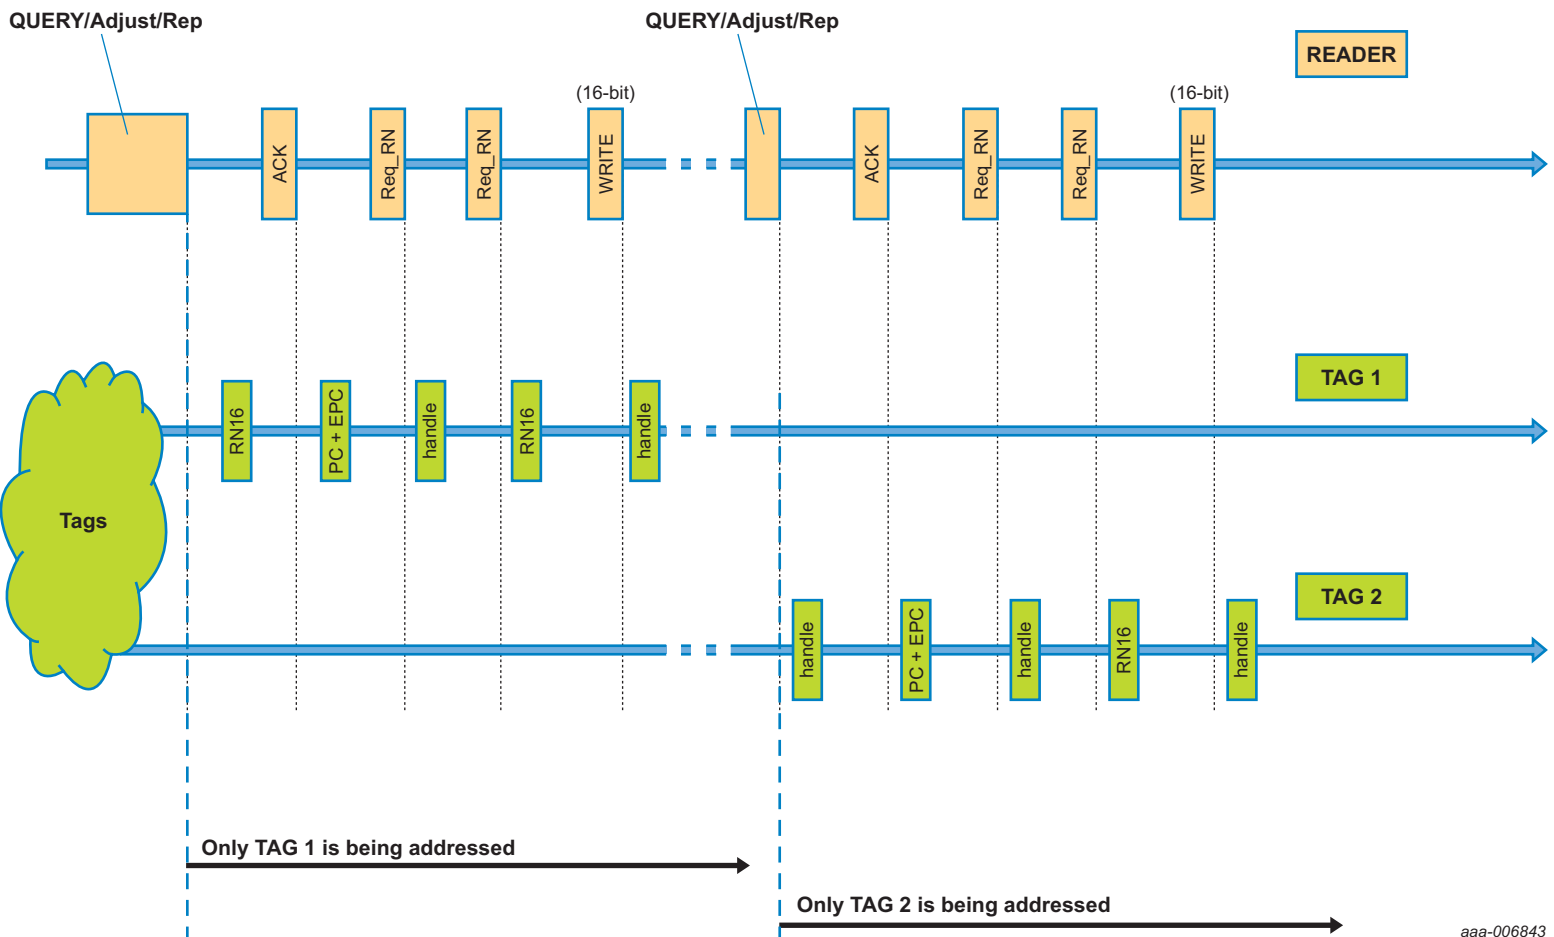 QUERY/Adjust/Rep
QUERY/Adjust/Rep
READER
(16-bit)
(16-bit)
ACK
Req_RN
Req_RN
WRITE
ACK
Req_RN
Req_RN
WRITE
TAG 1
RN16
PC + EPC
handle
RN16
handle
Tags
TAG 2
handle
PC + EPC
handle
RN16
handle
Only TAG 1 is being addressed
Only TAG 2 is being addressed
aaa-006843